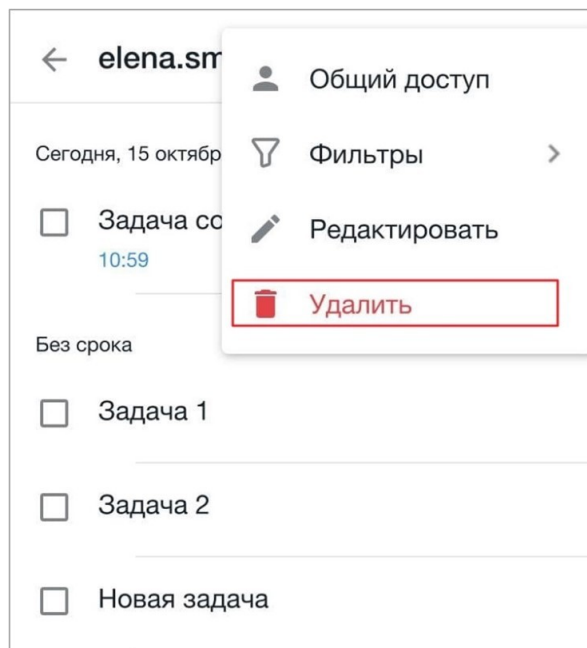 elena.sm
Общий доступ
Сегодня, 15 октябр
Фильтры
Задача со
10:59
Редактировать
Удалить
Без срока
Задача 1
Задача 2
Новая задача